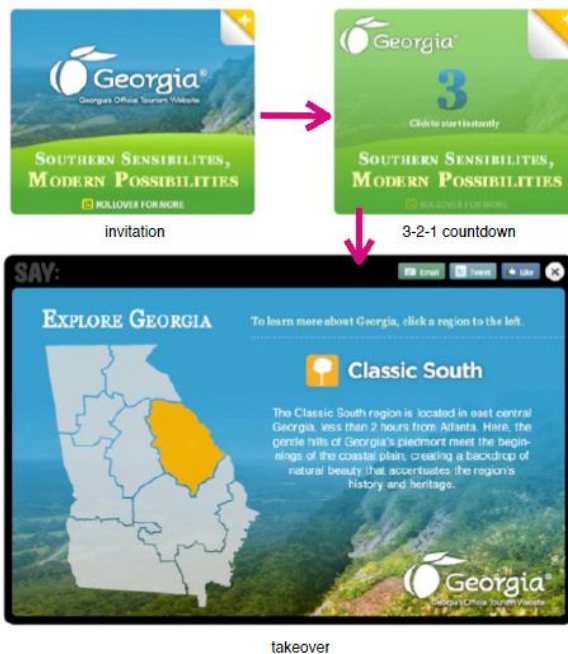 Georgia®
Georgia's Official Tourism Website
SOUTHERN SENSIBILITES,
MODERN POSSIBILITIES
ROLLOVER FOR MORE
invitation
Georgia
3
Click to start instantly
SOUTHERN SENSIBILITES,
MODERN POSSIBILITIES
ROLLOVER FOR MORE
3-2-1 countdown
SAY:
Email
Tweet
Like
EXPLORE GEORGIA
To learn more about Georgia, click a region to the left.
Classic South
The Classic South region is located in east central
Georgia, less than 2 hours from Atlanta. Here, the
gentle hills of Georgia's piedmont meet the begin-
nings of the coastal plain, creating a backdrop of
natural beauty that accentuates the region's
history and heritage.
Georgia®
Georgia's Official Tourism Website
takeover